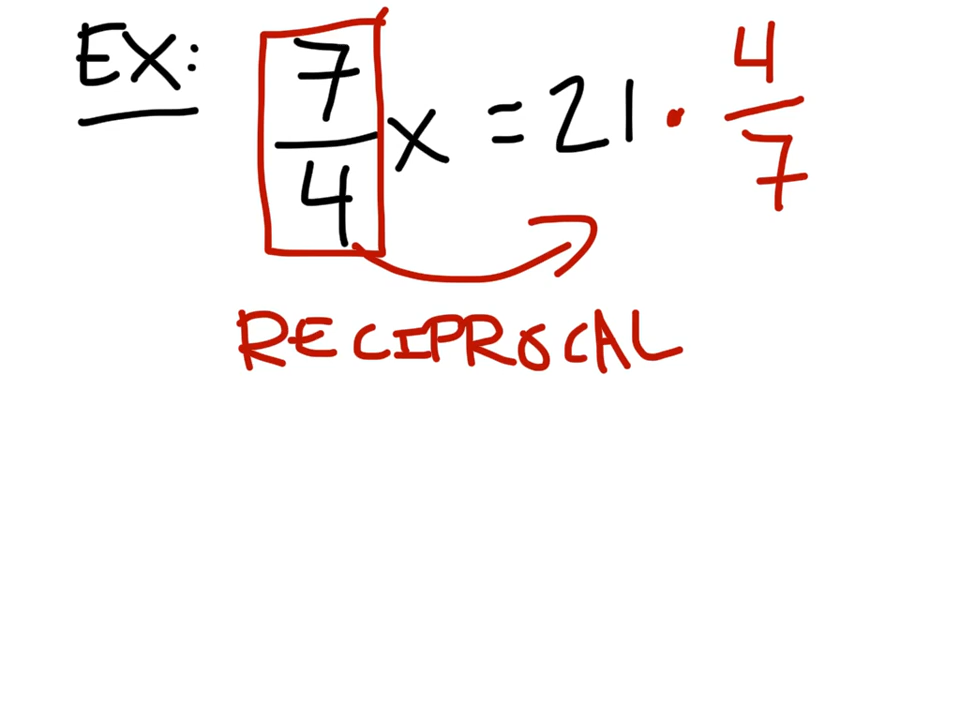 EX: 7/4 x = 21 · 4/7
RECIPROCAL